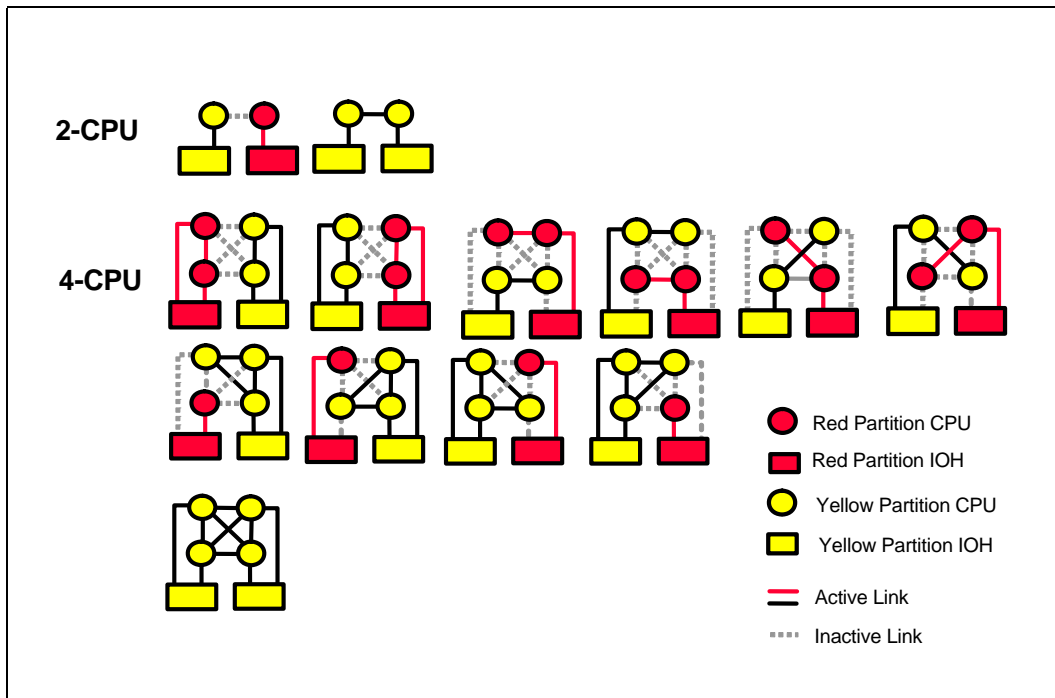 2-CPU
4-CPU
Red Partition CPU
Red Partition IOH
Yellow Partition CPU
Yellow Partition IOH
Active Link
Inactive Link